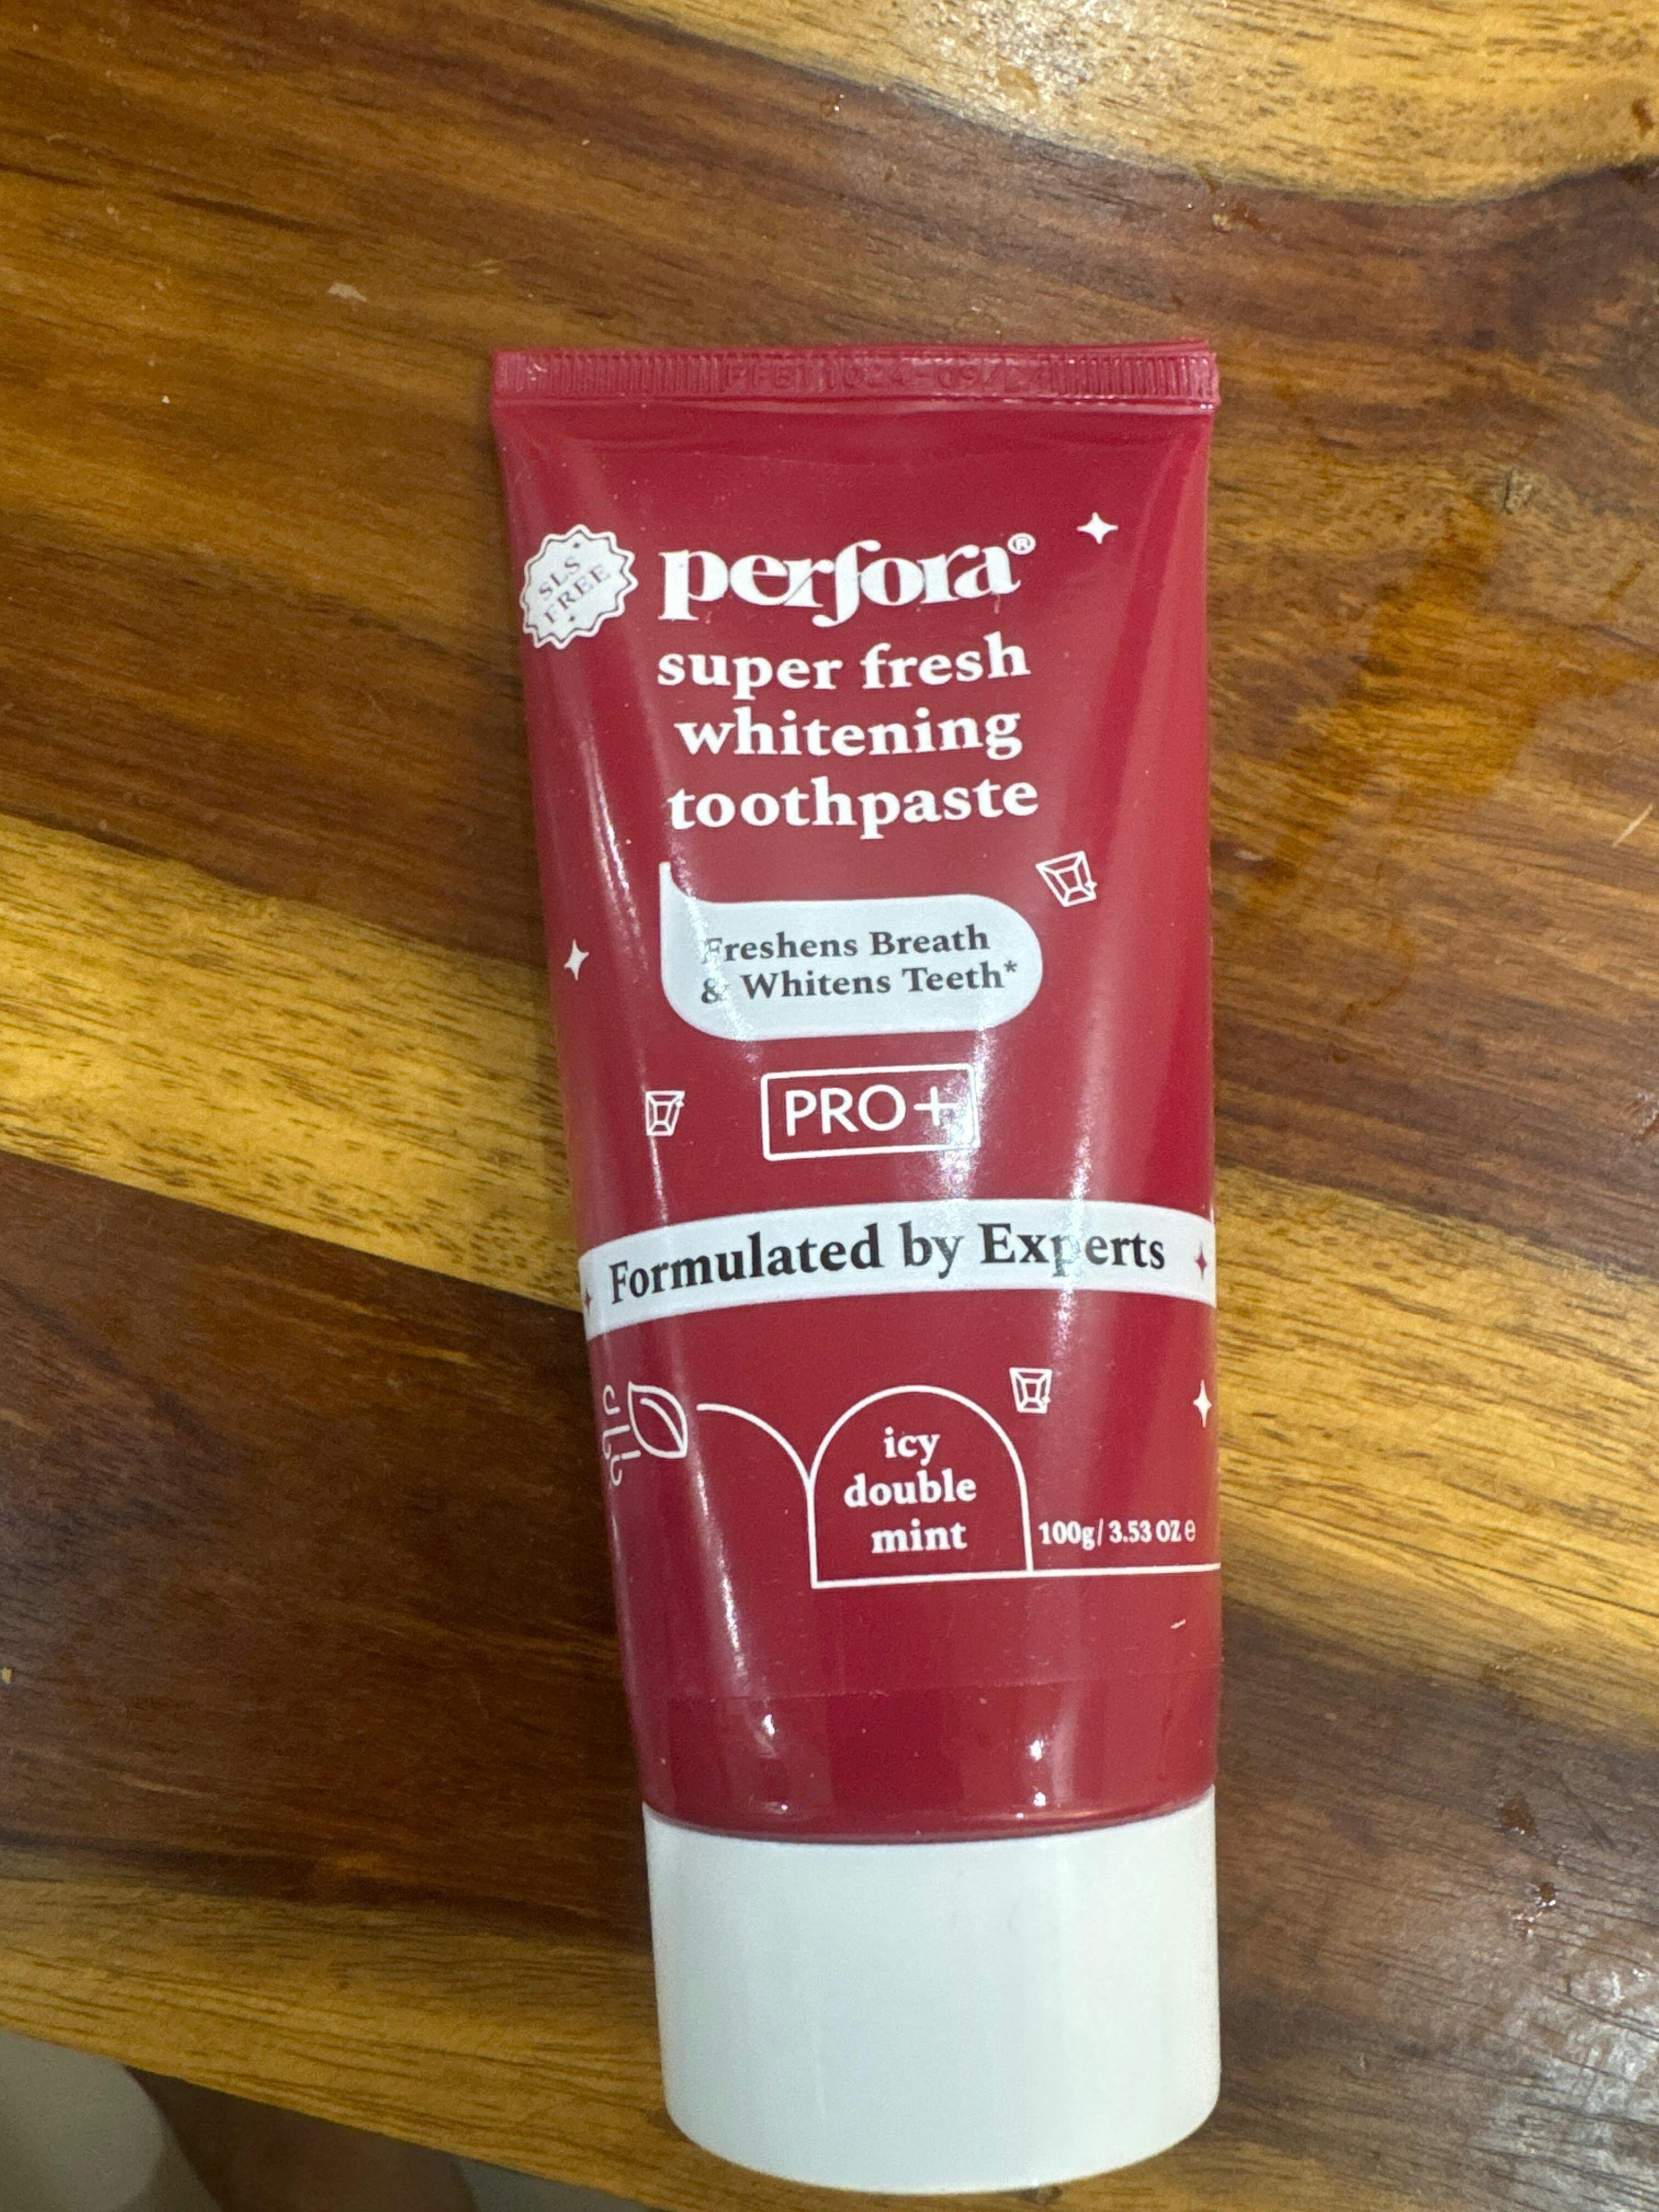 SLS
FREE
perfora®
super fresh
whitening
toothpaste
Freshens Breath
& Whitens Teeth*
PRO+
Formulated by Experts
icy
double
mint
100g/3.53 OZ ℮